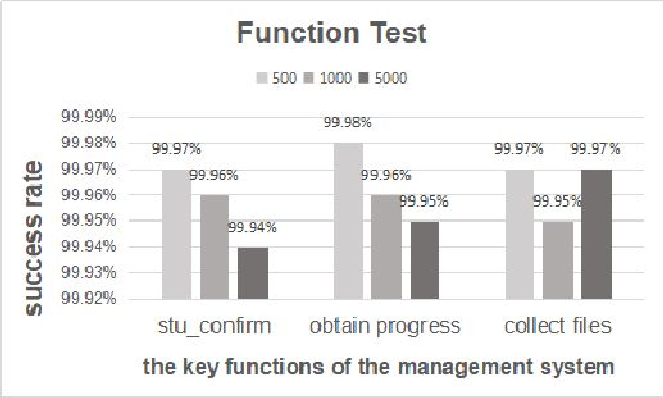 Function Test
500 1000 5000
success rate
99.99%
99.98%
99.97%
99.96%
99.95%
99.94%
99.93%
99.92%
99.97% 99.96% 99.94%
99.98% 99.96% 99.95%
99.97% 99.95% 99.97%
stu_confirm obtain progress collect files
the key functions of the management system